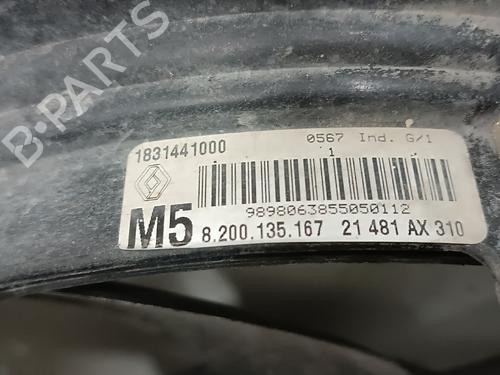 B-PARTS
1831441000 0567 Ind. G/1
1
9898063855050112
M5 8.200.135.167 21 481 AX 310